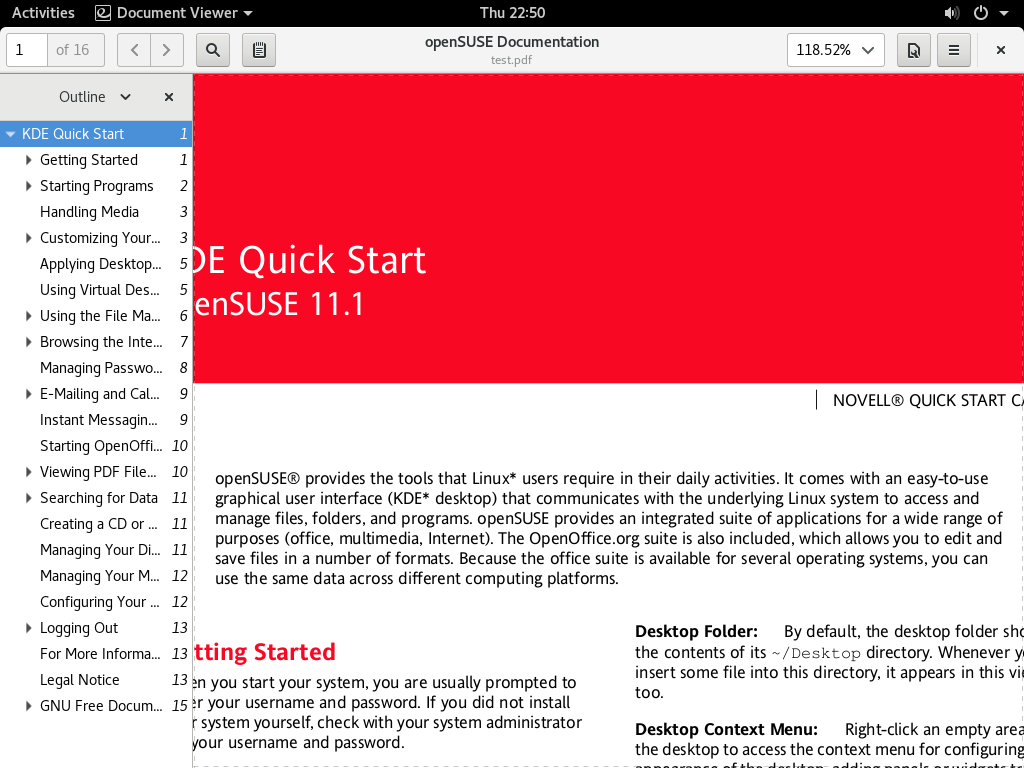 Activities Document Viewer Thu 22:50
1 of 16 openSUSE Documentation 118.52%
test.pdf
Outline
KDE Quick Start 1
Getting Started 1
Starting Programs 2
Handling Media 3
Customizing Your... 3
Applying Desktop... 5
Using Virtual Des... 5
Using the File Ma... 6
Browsing the Inte... 7
Managing Passwo... 8
E-Mailing and Cal... 9
Instant Messagin... 9
Starting OpenOffi... 10
Viewing PDF File... 10
Searching for Data 11
Creating a CD or ... 11
Managing Your Di... 11
Managing Your M... 12
Configuring Your ... 12
Logging Out 13
For More Informa... 13
Legal Notice 13
GNU Free Docum... 15
DE Quick Start
enSUSE 11.1
NOVELL® QUICK START CA
openSUSE® provides the tools that Linux* users require in their daily activities. It comes with an easy-to-use
graphical user interface (KDE* desktop) that communicates with the underlying Linux system to access and
manage files, folders, and programs. openSUSE provides an integrated suite of applications for a wide range of
purposes (office, multimedia, Internet). The OpenOffice.org suite is also included, which allows you to edit and
save files in a number of formats. Because the office suite is available for several operating systems, you can
use the same data across different computing platforms.
tting Started
en you start your system, you are usually prompted to
er your username and password. If you did not install
r system yourself, check with your system administrator
your username and password.
Desktop Folder: By default, the desktop folder sho
the contents of its ~/Desktop directory. Whenever yo
insert some file into this directory, it appears in this vie
too.
Desktop Context Menu: Right-click an empty area
the desktop to access the context menu for configuring
appearance of the desktop, adding panels or widgets to